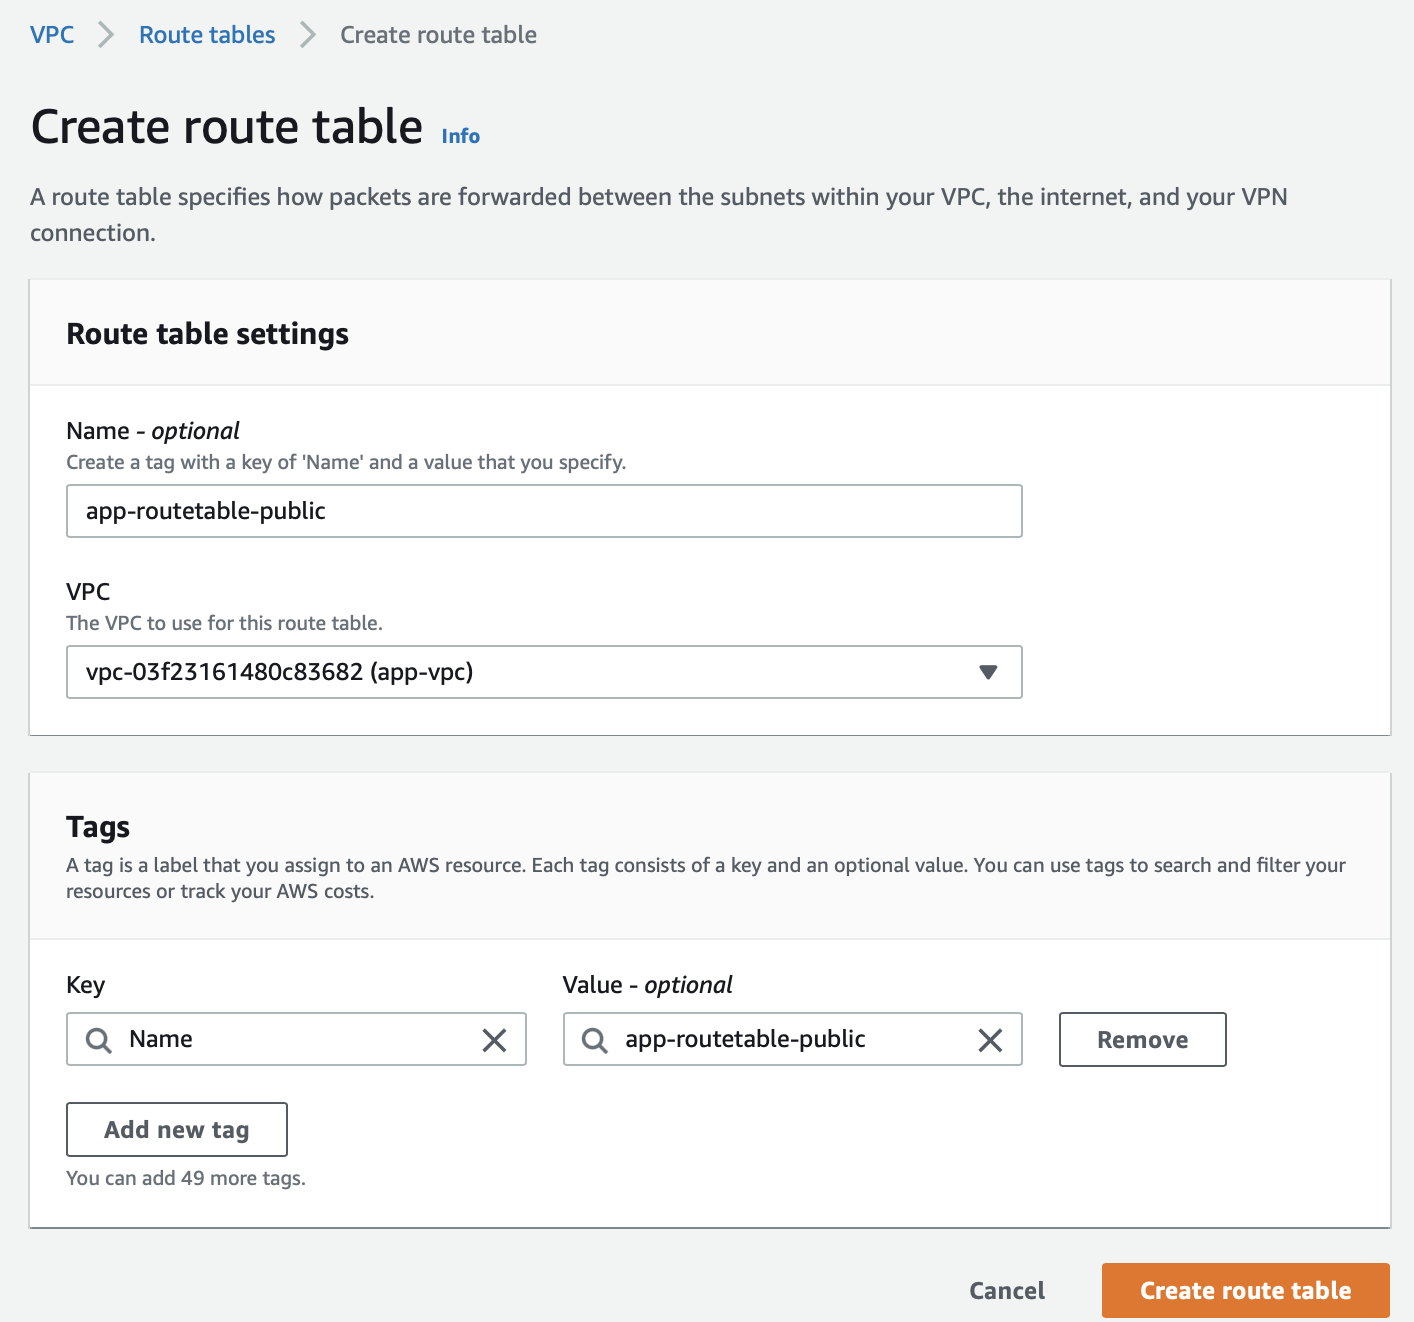 VPC > Route tables > Create route table
Create route table Info
A route table specifies how packets are forwarded between the subnets within your VPC, the internet, and your VPN
connection.
Route table settings
Name - optional
Create a tag with a key of 'Name' and a value that you specify.
app-routetable-public
VPC
The VPC to use for this route table.
vpc-03f23161480c83682 (app-vpc)
Tags
A tag is a label that you assign to an AWS resource. Each tag consists of a key and an optional value. You can use tags to search and filter your
resources or track your AWS costs.
Key Value - optional
Name app-routetable-public Remove
Add new tag
You can add 49 more tags.
Cancel Create route table